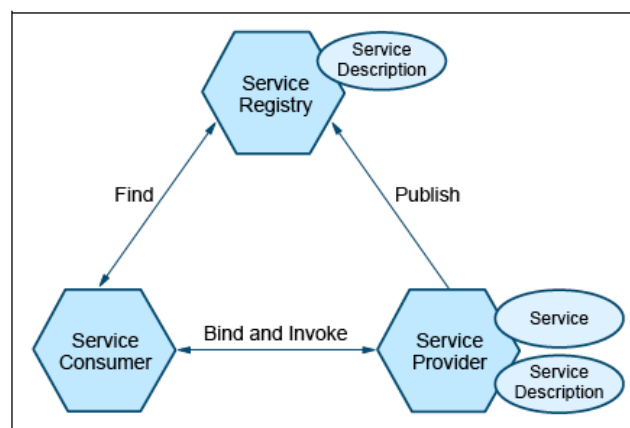 Service
Description
Service
Registry
Find
Publish
Service
Consumer
Bind and Invoke
Service
Provider
Service
Service
Description